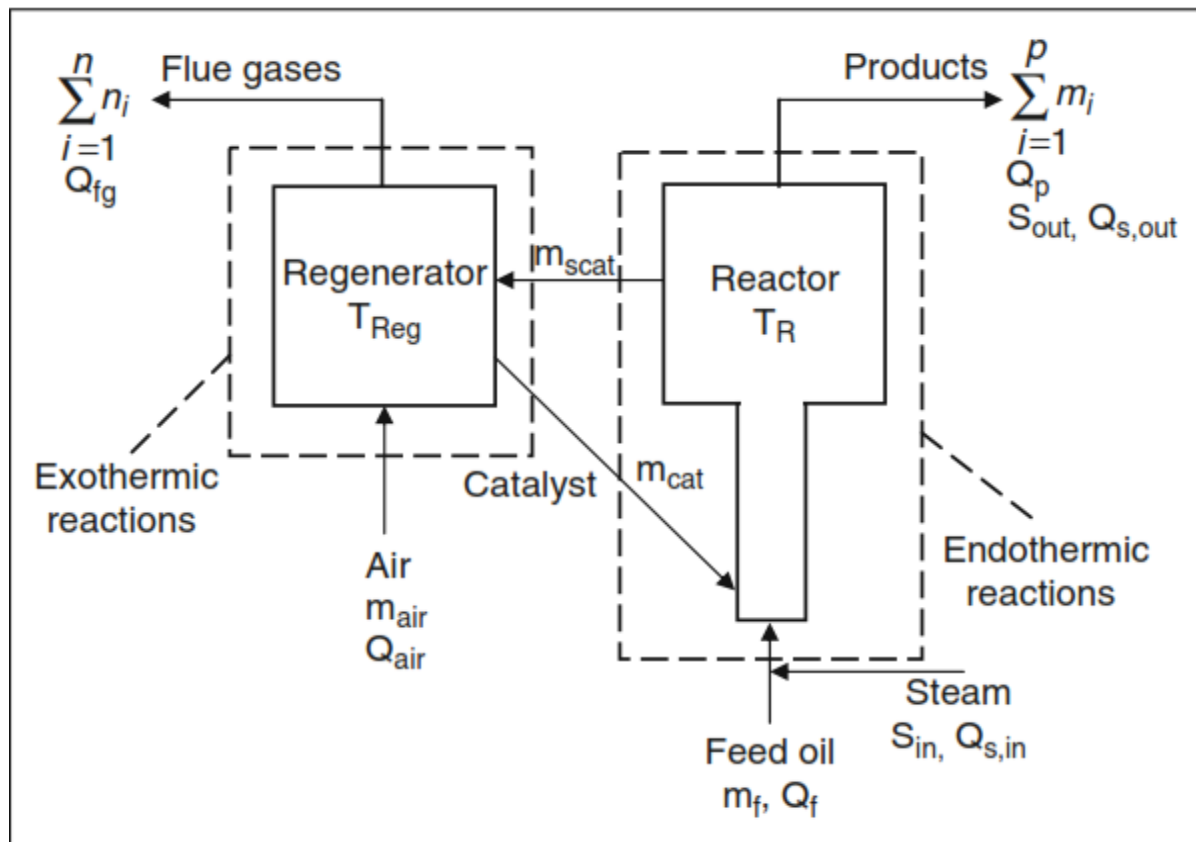 Flue gases
n
∑ n_i
i=1
Q_fg
Products
p
∑ m_i
i=1
Q_p
S_out, Q_s,out
m_scat
Regenerator
T_Reg
Reactor
T_R
Exothermic
reactions
Catalyst
m_cat
Endothermic
reactions
Air
m_air
Q_air
Steam
S_in, Q_s,in
Feed oil
m_f, Q_f